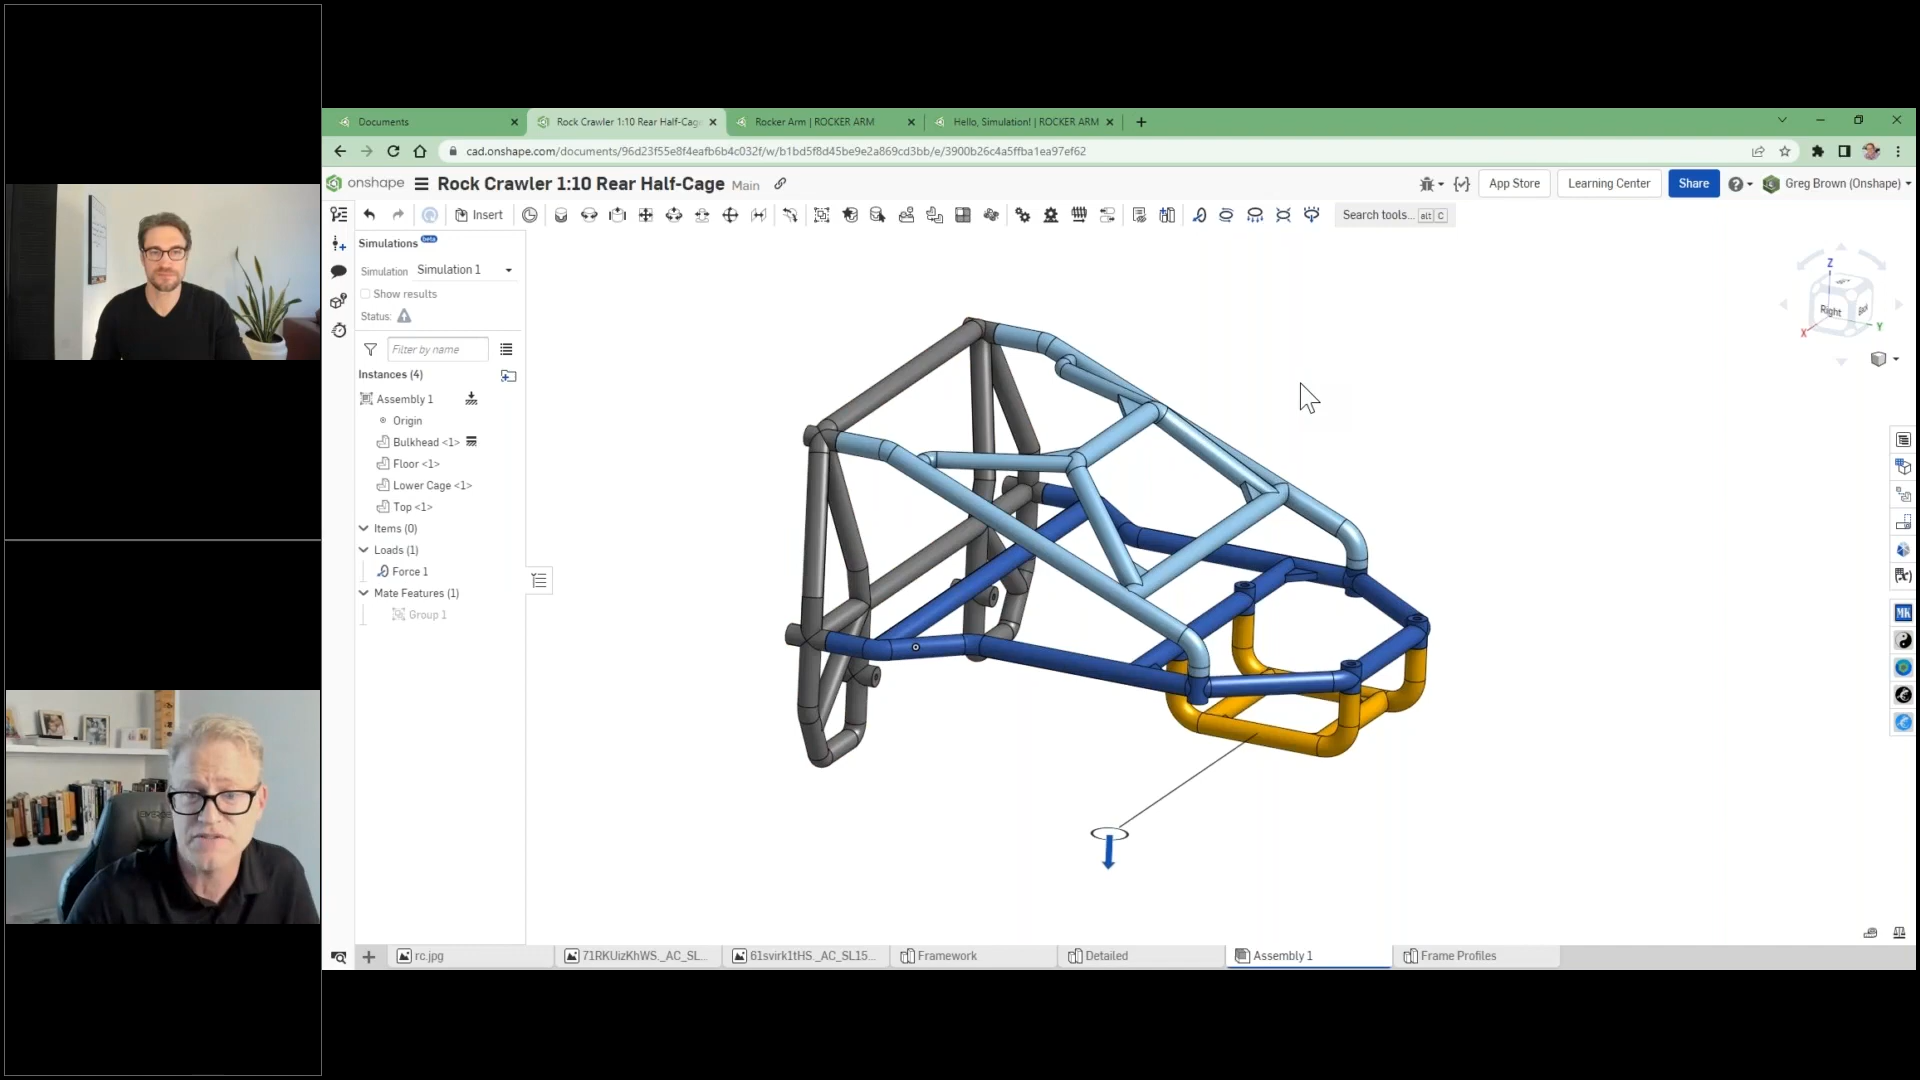 Documents
Rock Crawler 1:10 Rear Half-Cag
Rocker Arm | ROCKER ARM
Hello, Simulation! | ROCKER ARM
cad.onshape.com/documents/96d23f55e8f4eafb6b4c032f/w/b1bd5f8d45be9e2a869cd3bb/e/3900b26c4a5ffba1ea97ef62
onshape
Rock Crawler 1:10 Rear Half-Cage Main
App Store
Learning Center
Share
Greg Brown (Onshape)
Insert
Search tools... alt C
Simulations beta
Simulation Simulation 1
Show results
Status:
Filter by name
Instances (4)
Assembly 1
Origin
Bulkhead <1>
Floor <1>
Lower Cage <1>
Top <1>
Items (0)
Loads (1)
Force 1
Mate Features (1)
Group 1
Z
Right
Back
X
Y
MK
rc.jpg
71RKUizKhWS._AC_SL...
61svirk1tHS._AC_SL15...
Framework
Detailed
Assembly 1
Frame Profiles